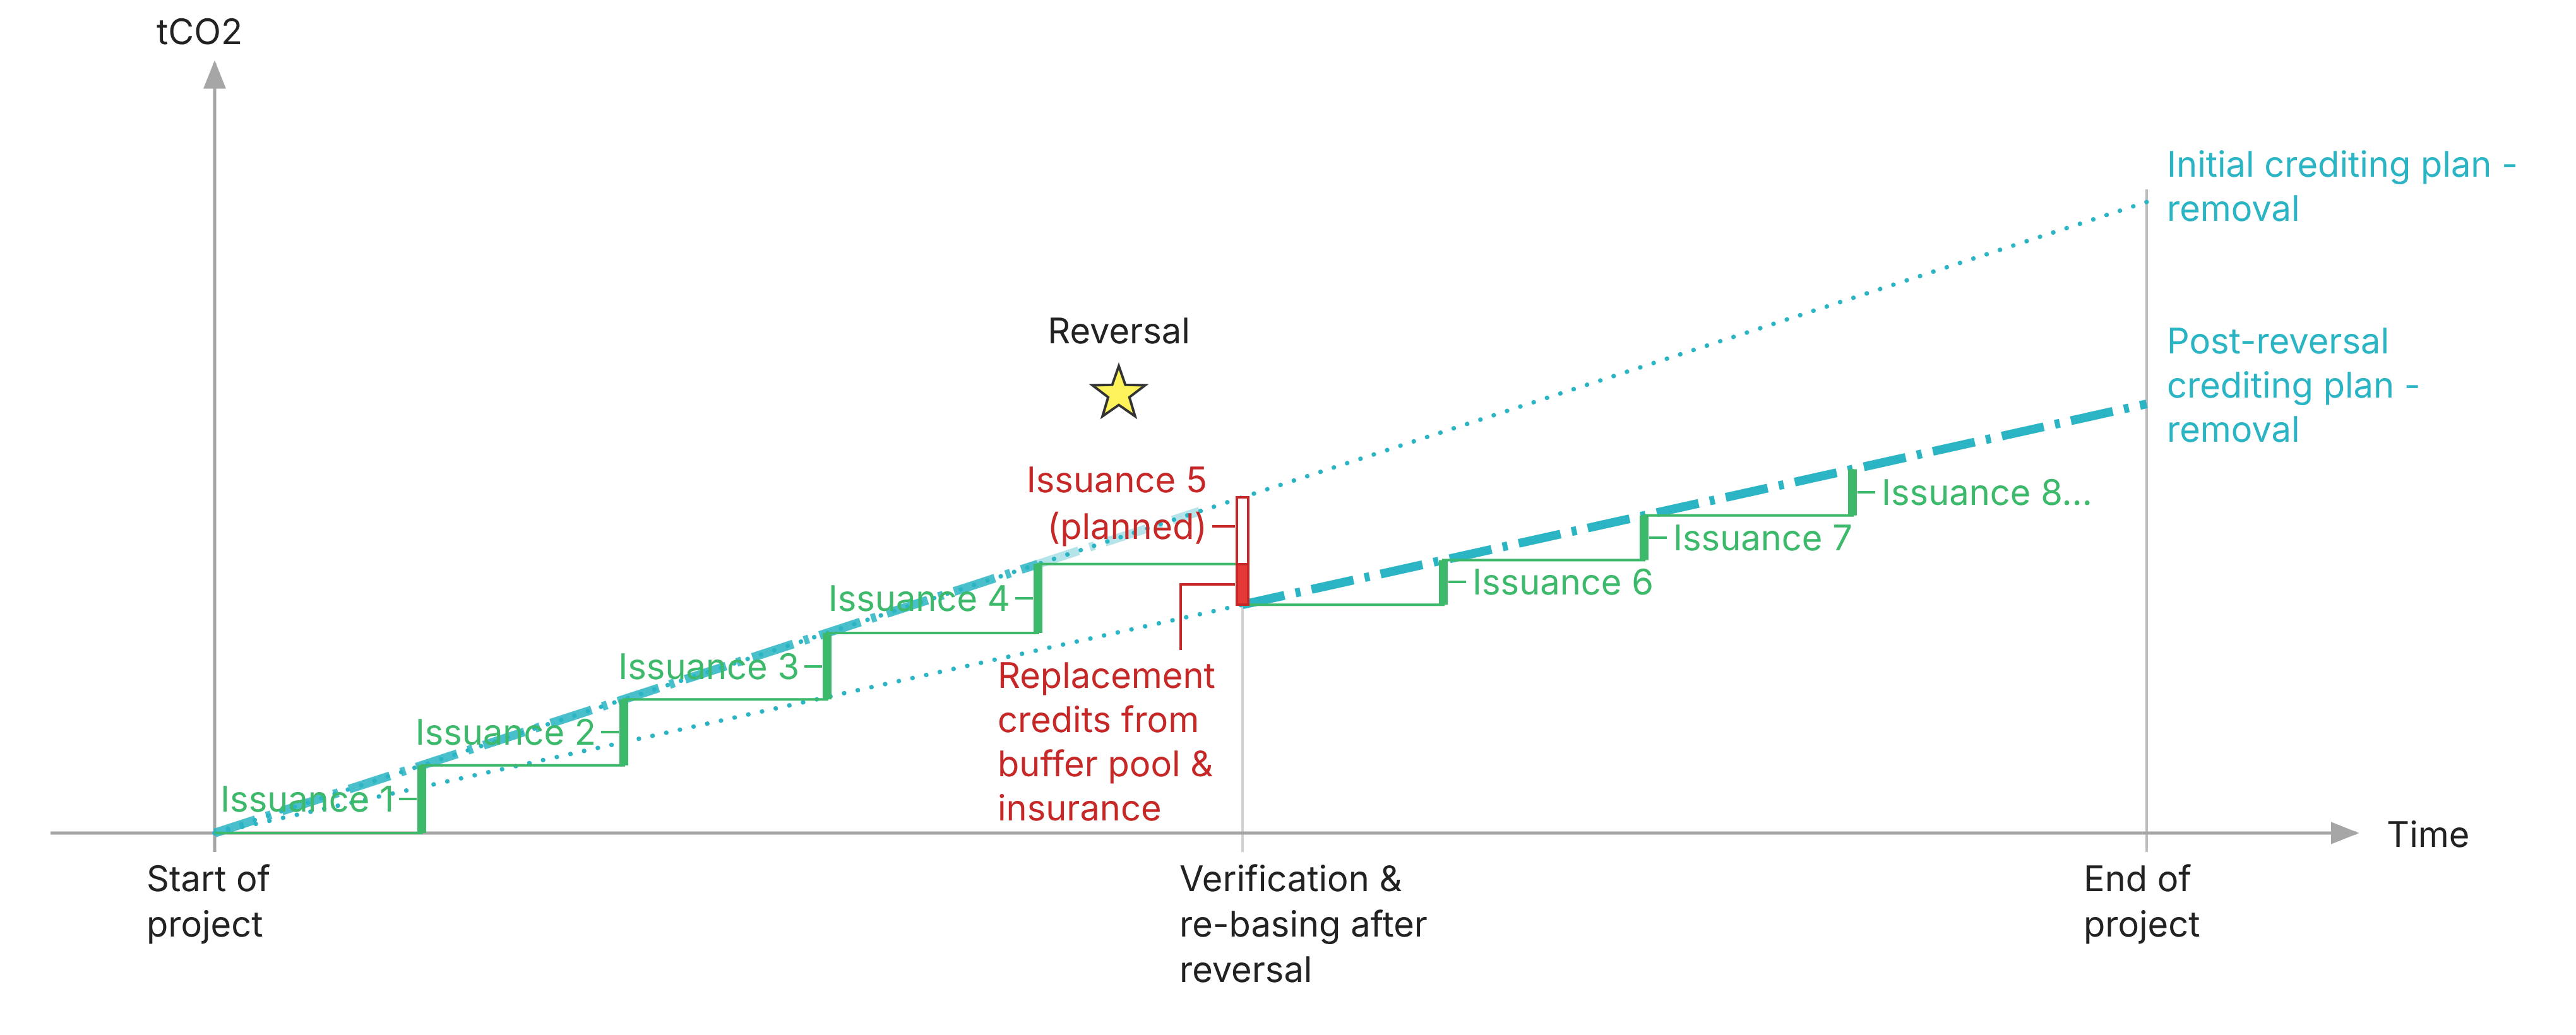 tCO2
Initial crediting plan -
removal
Reversal
Post-reversal
crediting plan -
removal
Issuance 5
(planned)
Issuance 8...
Issuance 7
Issuance 6
Issuance 4
Issuance 3
Issuance 2
Issuance 1
Replacement
credits from
buffer pool &
insurance
Time
Start of
project
Verification &
re-basing after
reversal
End of
project